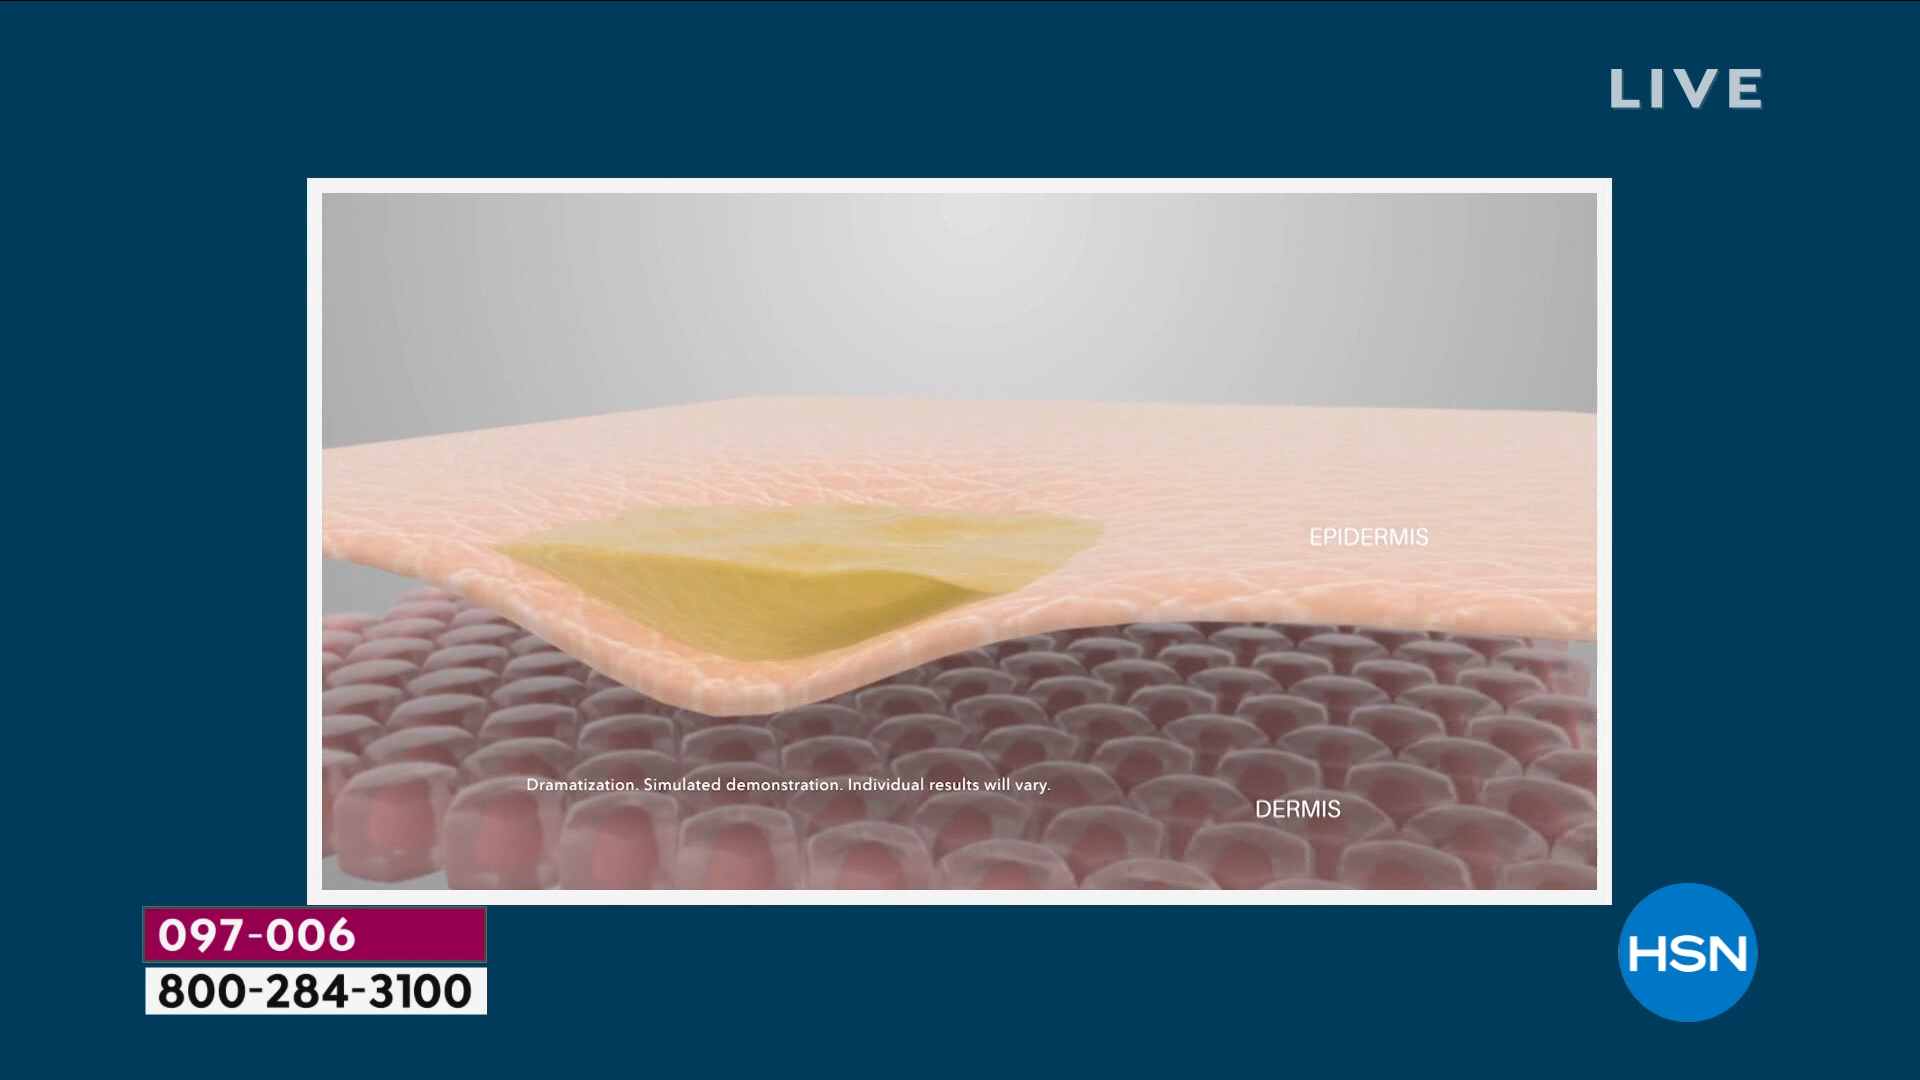 LIVE
EPIDERMIS
Dramatization. Simulated demonstration. Individual results will vary.
DERMIS
097-006
800-284-3100
HSN